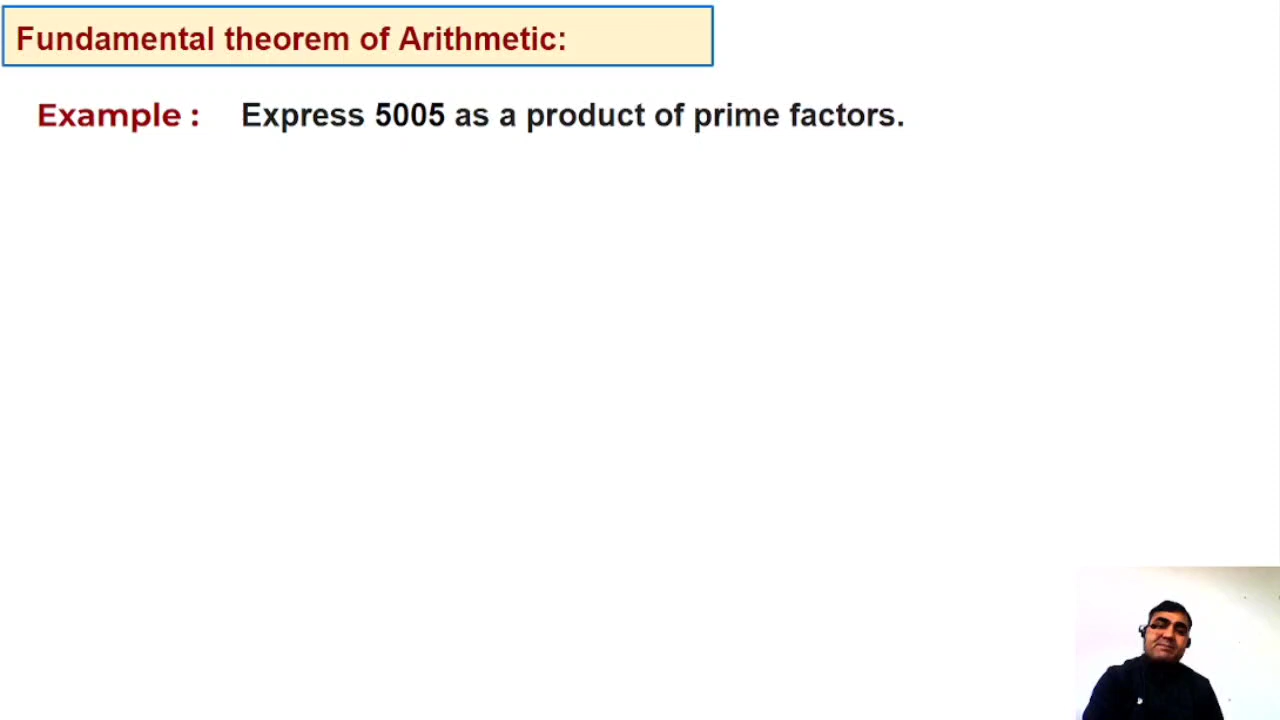 Fundamental theorem of Arithmetic:
Example : Express 5005 as a product of prime factors.